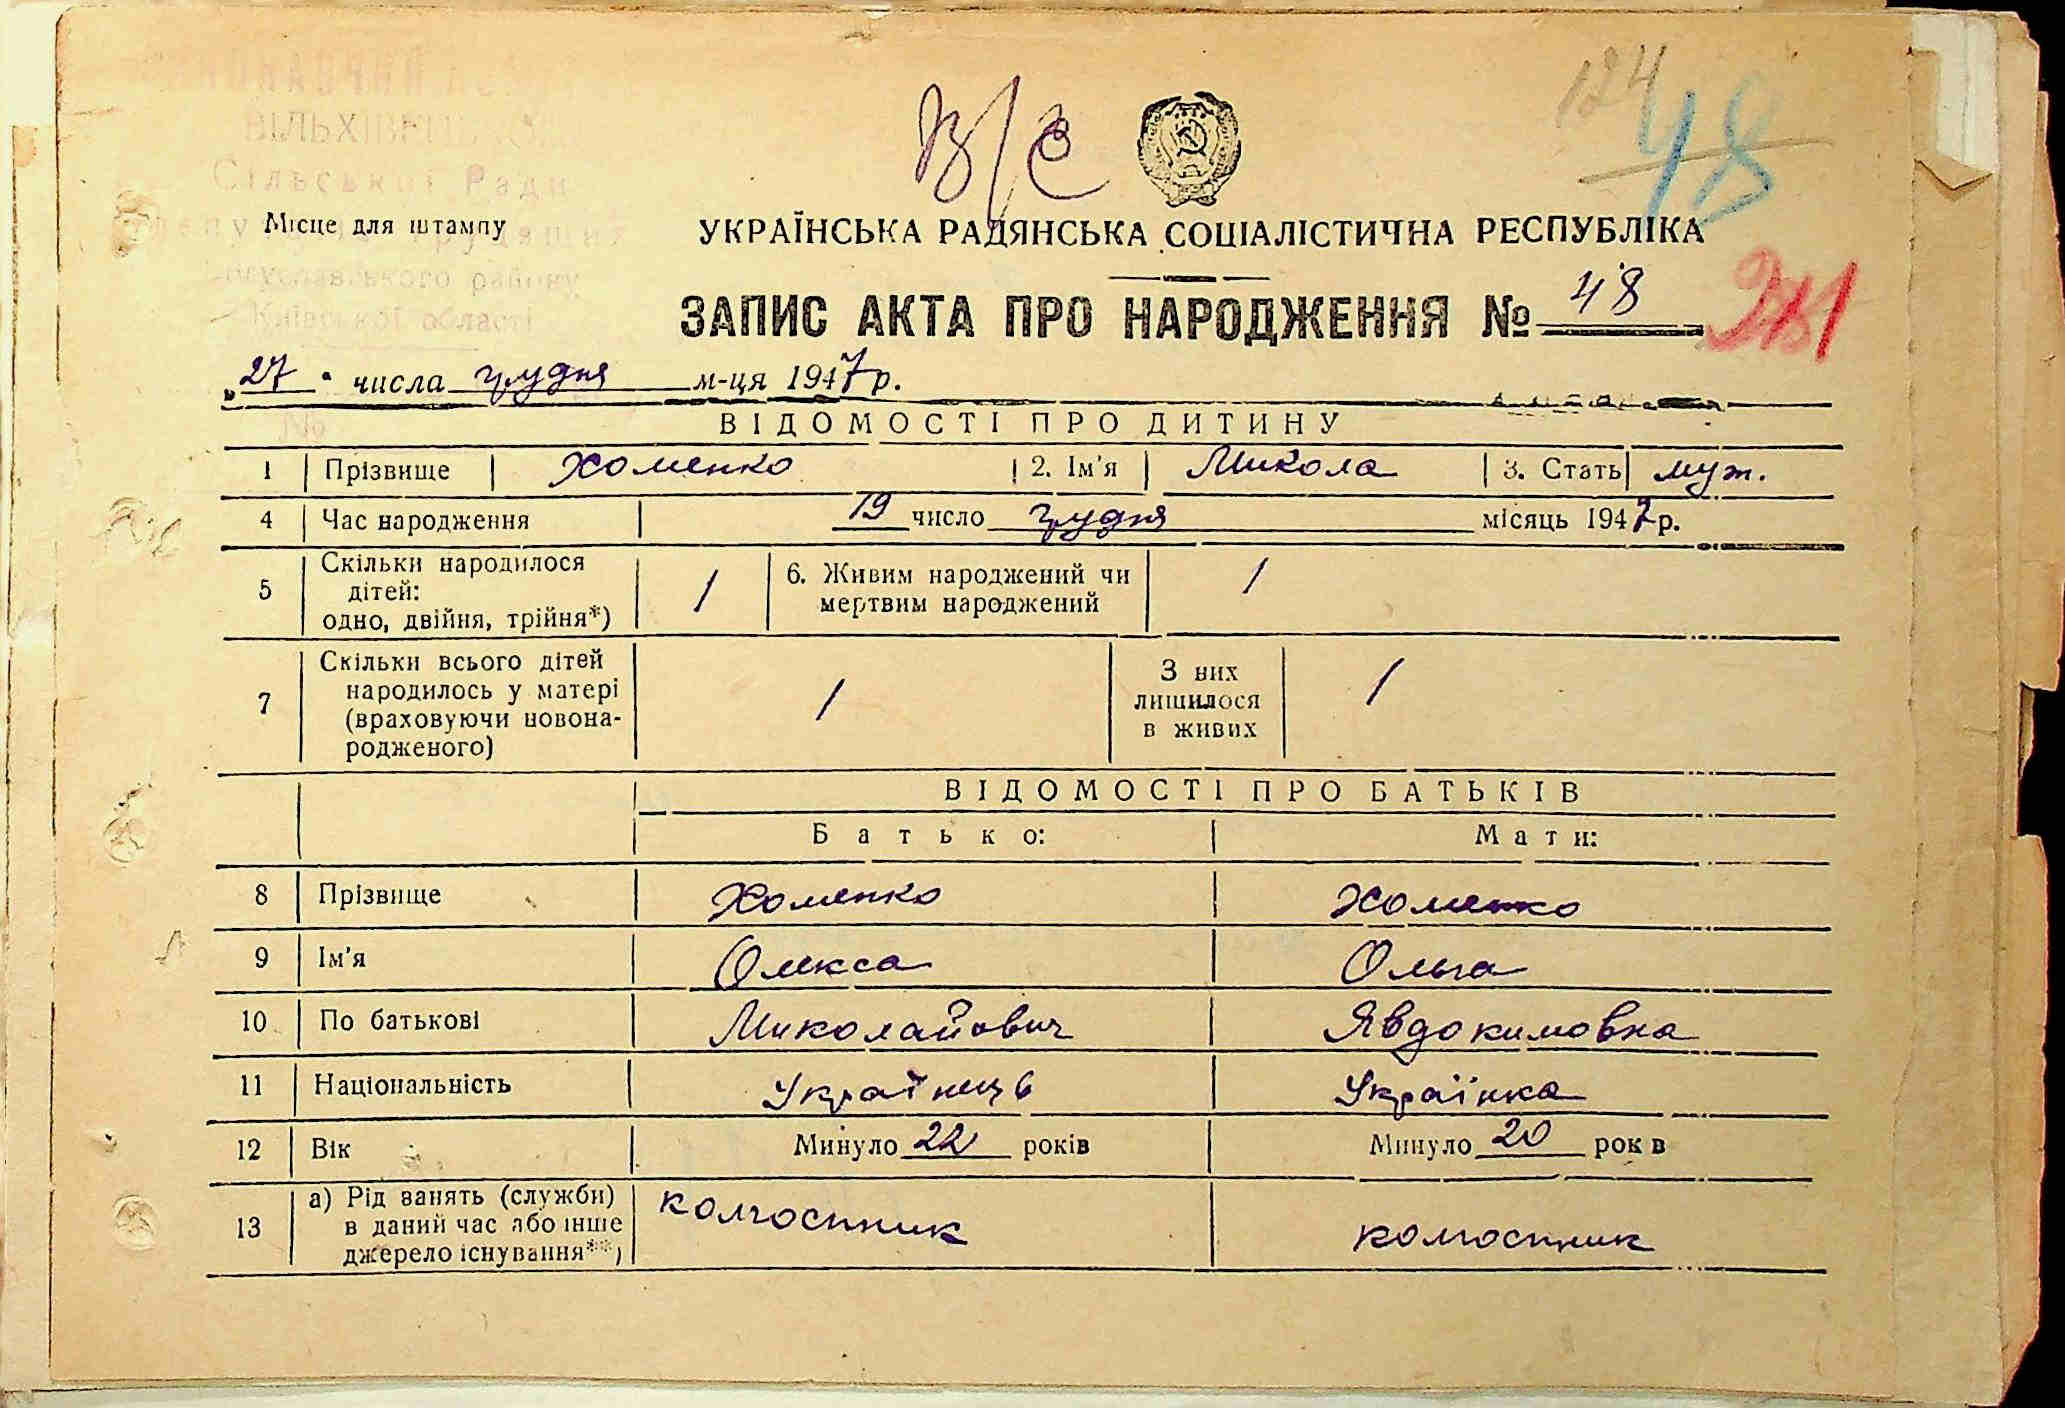 124
48
В/С
Сільської Ради
Місце для штампу
Богуславського району
Київської області
УКРАЇНСЬКА РАДЯНСЬКА СОЦІАЛІСТИЧНА РЕСПУБЛІКА
ЗАПИС АКТА ПРО НАРОДЖЕННЯ № 48
„27" числа грудня м-ця 1947 р.
№
ВІДОМОСТІ ПРО ДИТИНУ
1 Прізвище Хоменко 2. Ім'я Микола 3. Стать муж.
4 Час народження 19 число грудня місяць 1947 р.
5 Скільки народилося дітей: одно, двійня, трійня*) 1 6. Живим народжений чи мертвим народжений 1
7 Скільки всього дітей народилось у матері (враховуючи новонародженого) 1 З них лишилося в живих 1
ВІДОМОСТІ ПРО БАТЬКІВ
Батько: Мати:
8 Прізвище Хоменко Хоменко
9 Ім'я Олекса Ольга
10 По батькові Миколайович Явдокимовна
11 Національність Українець Українка
12 Вік Минуло 22 років Минуло 20 рок в
13 а) Рід занять (служби) в даний час або інше джерело існування**) колгоспник колгоспник